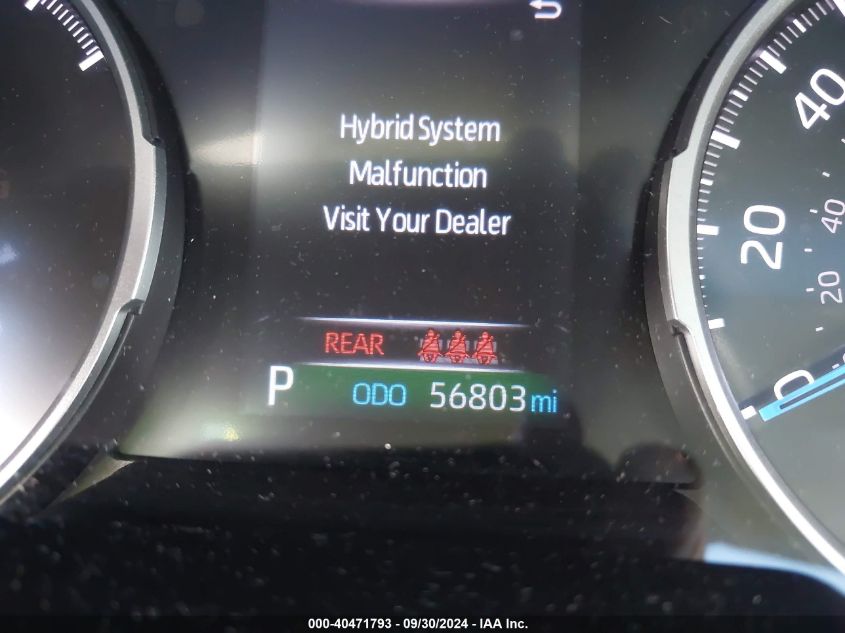 Hybrid System
Malfunction
Visit Your Dealer
REAR
P ODO 56803 mi
40
20
0
40
20
000-40471793 - 09/30/2024 - IAA Inc.